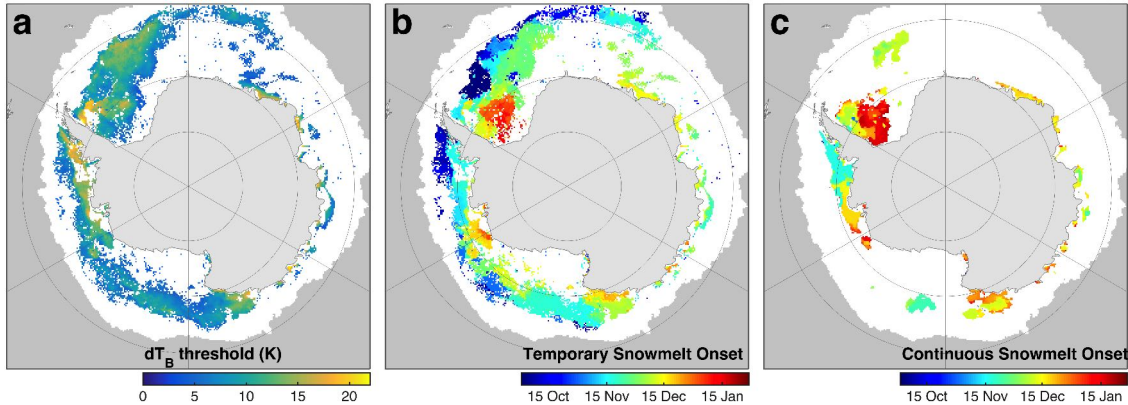 a
b
c
dT_B threshold (K)
Temporary Snowmelt Onset
Continuous Snowmelt Onset
0 5 10 15 20
15 Oct 15 Nov 15 Dec 15 Jan
15 Oct 15 Nov 15 Dec 15 Jan